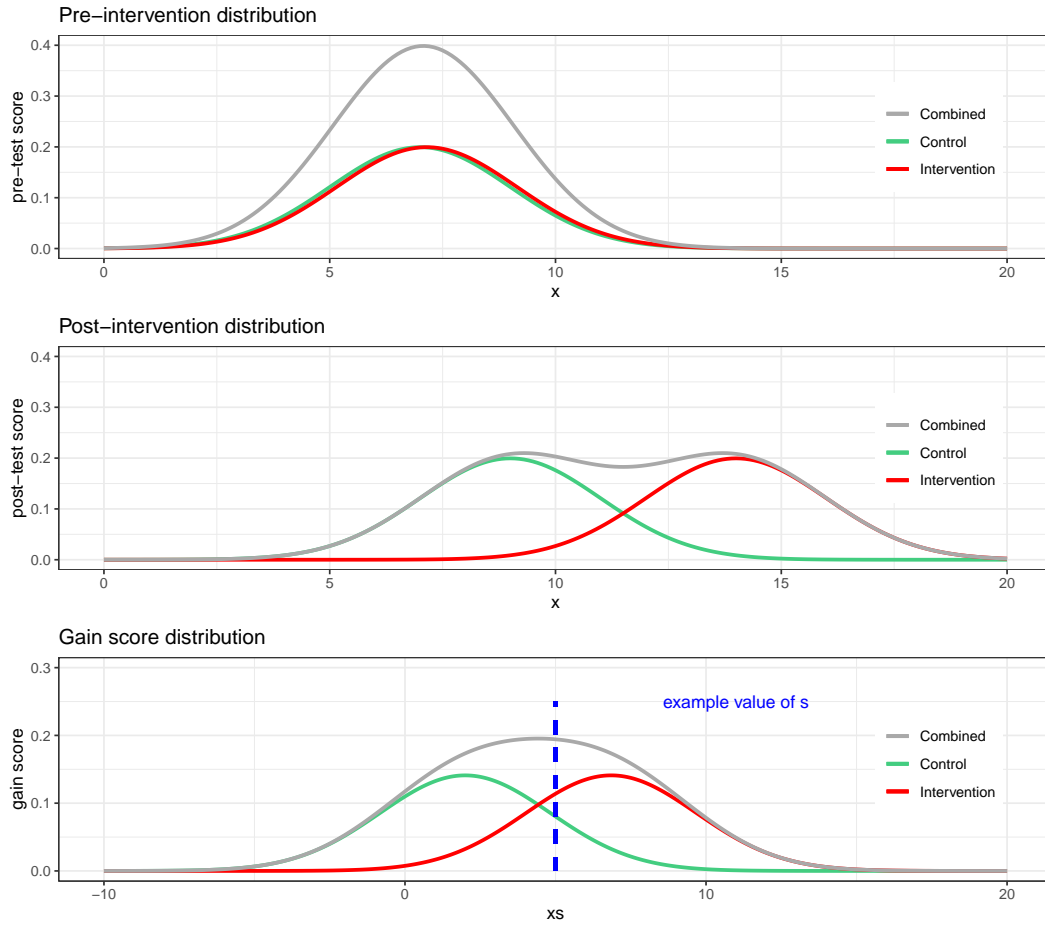 Pre−intervention distribution
pre−test score
0.4
0.3
0.2
0.1
0.0
0
5
10
15
20
x
Combined
Control
Intervention
Post−intervention distribution
post−test score
0.4
0.3
0.2
0.1
0.0
0
5
10
15
20
x
Combined
Control
Intervention
Gain score distribution
gain score
0.3
0.2
0.1
0.0
−10
0
10
20
xs
example value of s
Combined
Control
Intervention